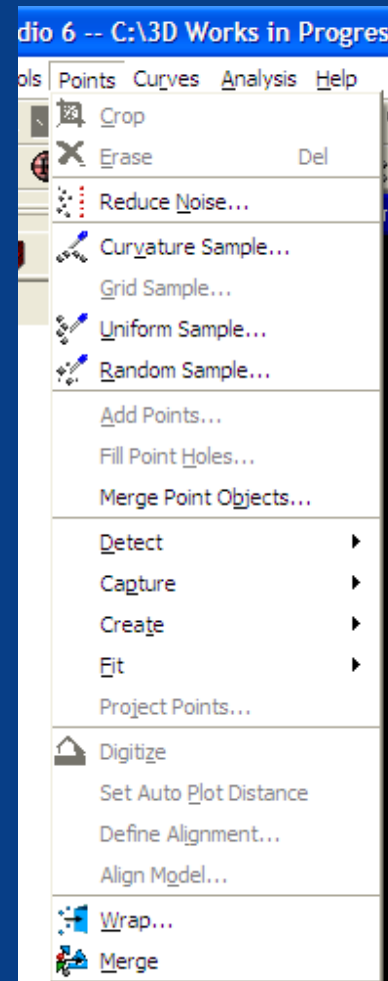 dio 6 -- C:\3D Works in Progres
ols Points Curves Analysis Help
Crop
Erase Del
Reduce Noise...
Curvature Sample...
Grid Sample...
Uniform Sample...
Random Sample...
Add Points...
Fill Point Holes...
Merge Point Objects...
Detect
Capture
Create
Fit
Project Points...
Digitize
Set Auto Plot Distance
Define Alignment...
Align Model...
Wrap...
Merge